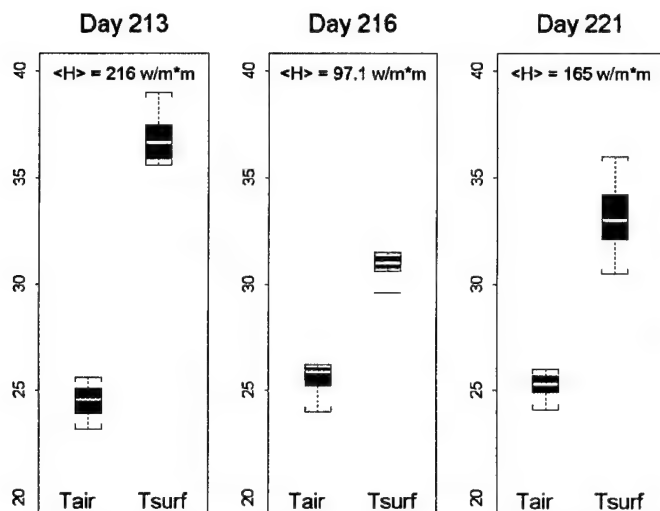 Day 213
Day 216
Day 221
<H> = 216 w/m*m
<H> = 97.1 w/m*m
<H> = 165 w/m*m
40
35
30
25
20
40
35
30
25
20
40
35
30
25
20
Tair
Tsurf
Tair
Tsurf
Tair
Tsurf